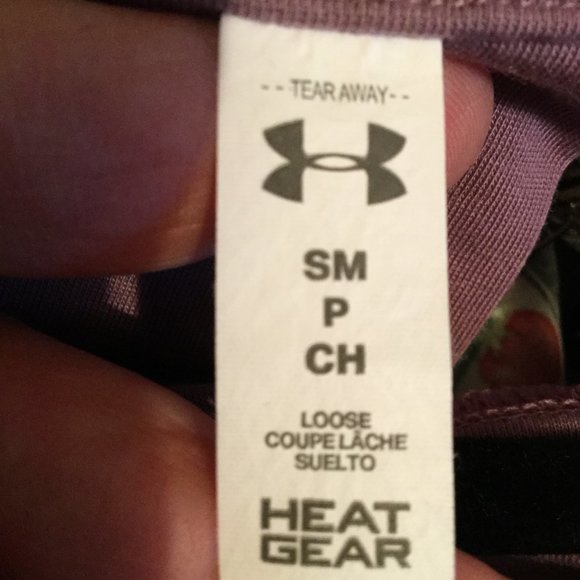 -- TEAR AWAY --
SM
P
CH
LOOSE
COUPE LÂCHE
SUELTO
HEAT
GEAR